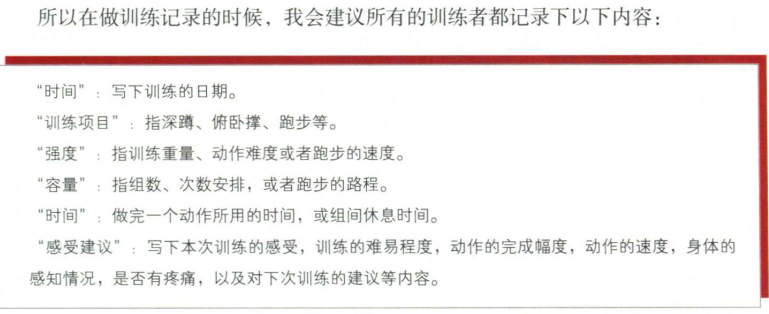 所以在做训练记录的时候，我会建议所有的训练者都记录下以下内容：
“时间”：写下训练的日期。
“训练项目”：指深蹲、俯卧撑、跑步等。
“强度”：指训练重量、动作难度或者跑步的速度。
“容量”：指组数、次数安排，或者跑步的路程。
“时间”：做完一个动作所用的时间，或组间休息时间。
“感受建议”：写下本次训练的感受，训练的难易程度，动作的完成幅度，动作的速度，身体的
感知情况，是否有疼痛，以及对下次训练的建议等内容。